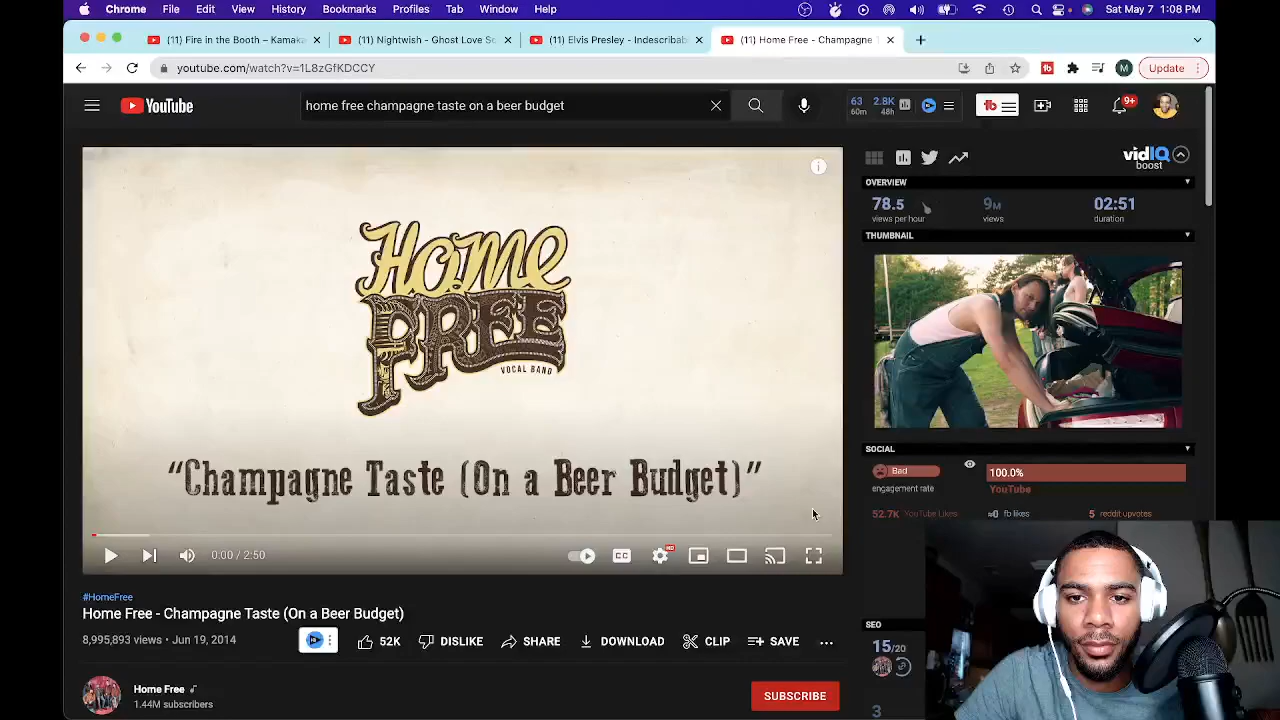 Chrome File Edit View History Bookmarks Profiles Tab Window Help Sat May 7 1:08 PM
(11) Fire in the Booth – Kamaka
(11) Nightwish - Ghost Love Sc
(11) Elvis Presley - Indescribab
(11) Home Free - Champagne T
youtube.com/watch?v=1L8zGfKDCCY
M
Update
YouTube
home free champagne taste on a beer budget
63
60m
2.8K
48h
tb
9+
vidIQ
boost
OVERVIEW
78.5
views per hour
9M
views
02:51
duration
THUMBNAIL
Home
FREE
VOCAL BAND
"Champagne Taste (On a Beer Budget)"
0:00 / 2:50
CC
HD
SOCIAL
Bad
engagement rate
100.0%
YouTube
52.7K YouTube Likes
≈0 fb likes
5 reddit upvotes
#HomeFree
Home Free - Champagne Taste (On a Beer Budget)
8,995,893 views • Jun 19, 2014
52K
DISLIKE
SHARE
DOWNLOAD
CLIP
SAVE
SEO
15/20
3
Home Free
1.44M subscribers
SUBSCRIBE